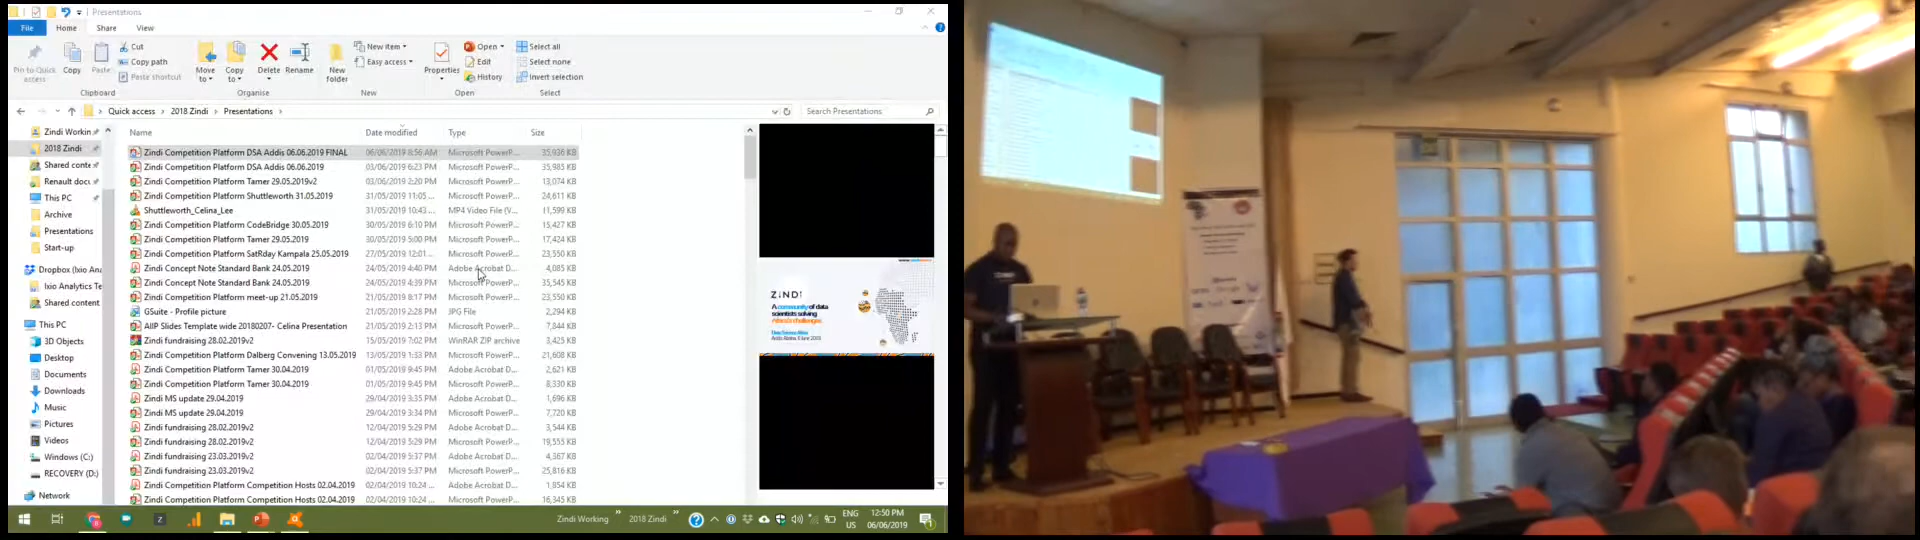 Presentations
File Home Share View
Pin to Quick access
Copy
Paste
Cut
Copy path
Paste shortcut
Clipboard
Move to
Copy to
Delete
Rename
Organise
New folder
New item
Easy access
New
Properties
Open
Edit
History
Open
Select all
Select none
Invert selection
Select
Quick access > 2018 Zindi > Presentations >
Search Presentations
Zindi Workin
2018 Zindi
Shared conte
Renault docu
This PC
Archive
Presentations
Start-up
Dropbox (Ixio Ana
Ixio Analytics Te
Shared content
This PC
3D Objects
Desktop
Documents
Downloads
Music
Pictures
Videos
Windows (C:)
RECOVERY (D:)
Network
Name Date modified Type Size
Zindi Competition Platform DSA Addis 06.06.2019 FINAL 06/06/2019 8:56 AM Microsoft PowerP... 35,936 KB
Zindi Competition Platform DSA Addis 06.06.2019 03/06/2019 6:23 PM Microsoft PowerP... 35,983 KB
Zindi Competition Platform Tamer 29.05.2019v2 03/06/2019 2:20 PM Microsoft PowerP... 13,074 KB
Zindi Competition Platform Shuttleworth 31.05.2019 31/05/2019 11:05 ... Microsoft PowerP... 24,611 KB
Shuttleworth_Celina_Lee 31/05/2019 10:43 ... MP4 Video File (V... 11,599 KB
Zindi Competition Platform CodeBridge 30.05.2019 30/05/2019 6:10 PM Microsoft PowerP... 15,427 KB
Zindi Competition Platform Tamer 29.05.2019 30/05/2019 5:00 PM Microsoft PowerP... 17,424 KB
Zindi Competition Platform SatRday Kampala 25.05.2019 27/05/2019 12:01 ... Microsoft PowerP... 23,550 KB
Zindi Concept Note Standard Bank 24.05.2019 24/05/2019 4:40 PM Adobe Acrobat D... 4,085 KB
Zindi Concept Note Standard Bank 24.05.2019 24/05/2019 4:39 PM Microsoft PowerP... 35,545 KB
Zindi Competition Platform meet-up 21.05.2019 21/05/2019 8:17 PM Microsoft PowerP... 23,550 KB
GSuite - Profile picture 21/05/2019 2:28 PM JPG File 2,294 KB
AIIP Slides Template wide 20180207- Celina Presentation 21/05/2019 2:13 PM Microsoft PowerP... 7,844 KB
Zindi fundraising 28.02.2019v2 15/05/2019 7:02 PM WinRAR ZIP archive 3,425 KB
Zindi Competition Platform Dalberg Convening 13.05.2019 13/05/2019 1:33 PM Microsoft PowerP... 21,608 KB
Zindi Competition Platform Tamer 30.04.2019 01/05/2019 9:45 PM Adobe Acrobat D... 2,621 KB
Zindi Competition Platform Tamer 30.04.2019 01/05/2019 9:45 PM Microsoft PowerP... 8,330 KB
Zindi MS update 29.04.2019 29/04/2019 3:35 PM Adobe Acrobat D... 1,696 KB
Zindi MS update 29.04.2019 29/04/2019 3:34 PM Microsoft PowerP... 7,720 KB
Zindi fundraising 28.02.2019v2 12/04/2019 5:29 PM Adobe Acrobat D... 3,544 KB
Zindi fundraising 28.02.2019v2 12/04/2019 5:29 PM Microsoft PowerP... 19,555 KB
Zindi fundraising 23.03.2019v2 02/04/2019 5:37 PM Adobe Acrobat D... 4,367 KB
Zindi fundraising 23.03.2019v2 02/04/2019 5:37 PM Microsoft PowerP... 25,816 KB
Zindi Competition Platform Competition Hosts 02.04.2019 02/04/2019 10:24 ... Adobe Acrobat D... 1,854 KB
Zindi Competition Platform Competition Hosts 02.04.2019 02/04/2019 10:24 ... Microsoft PowerP... 16,345 KB
ZINDI
A community of data
scientists solving
Africa's challenges.
Zindi Working
2018 Zindi
ENG
US
12:50 PM
06/06/2019